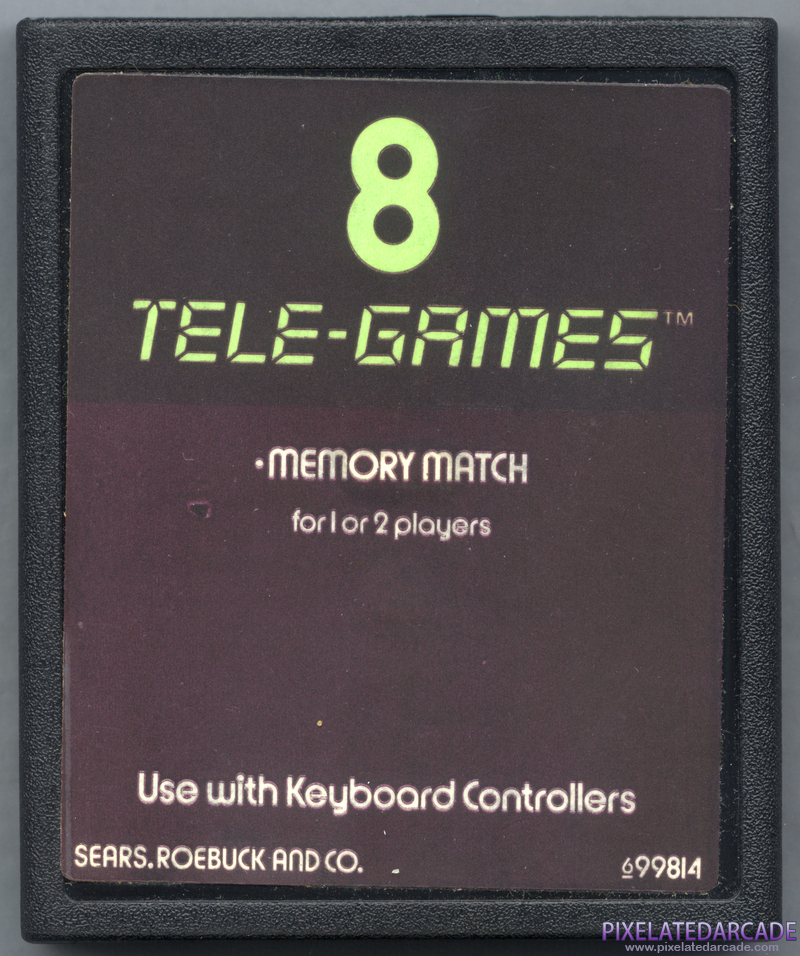 8
TELE-GAMES™
•MEMORY MATCH
for 1 or 2 players
Use with Keyboard Controllers
SEARS, ROEBUCK AND CO.
699814
PIXELATEDARCADE
www.pixelatedarcade.com